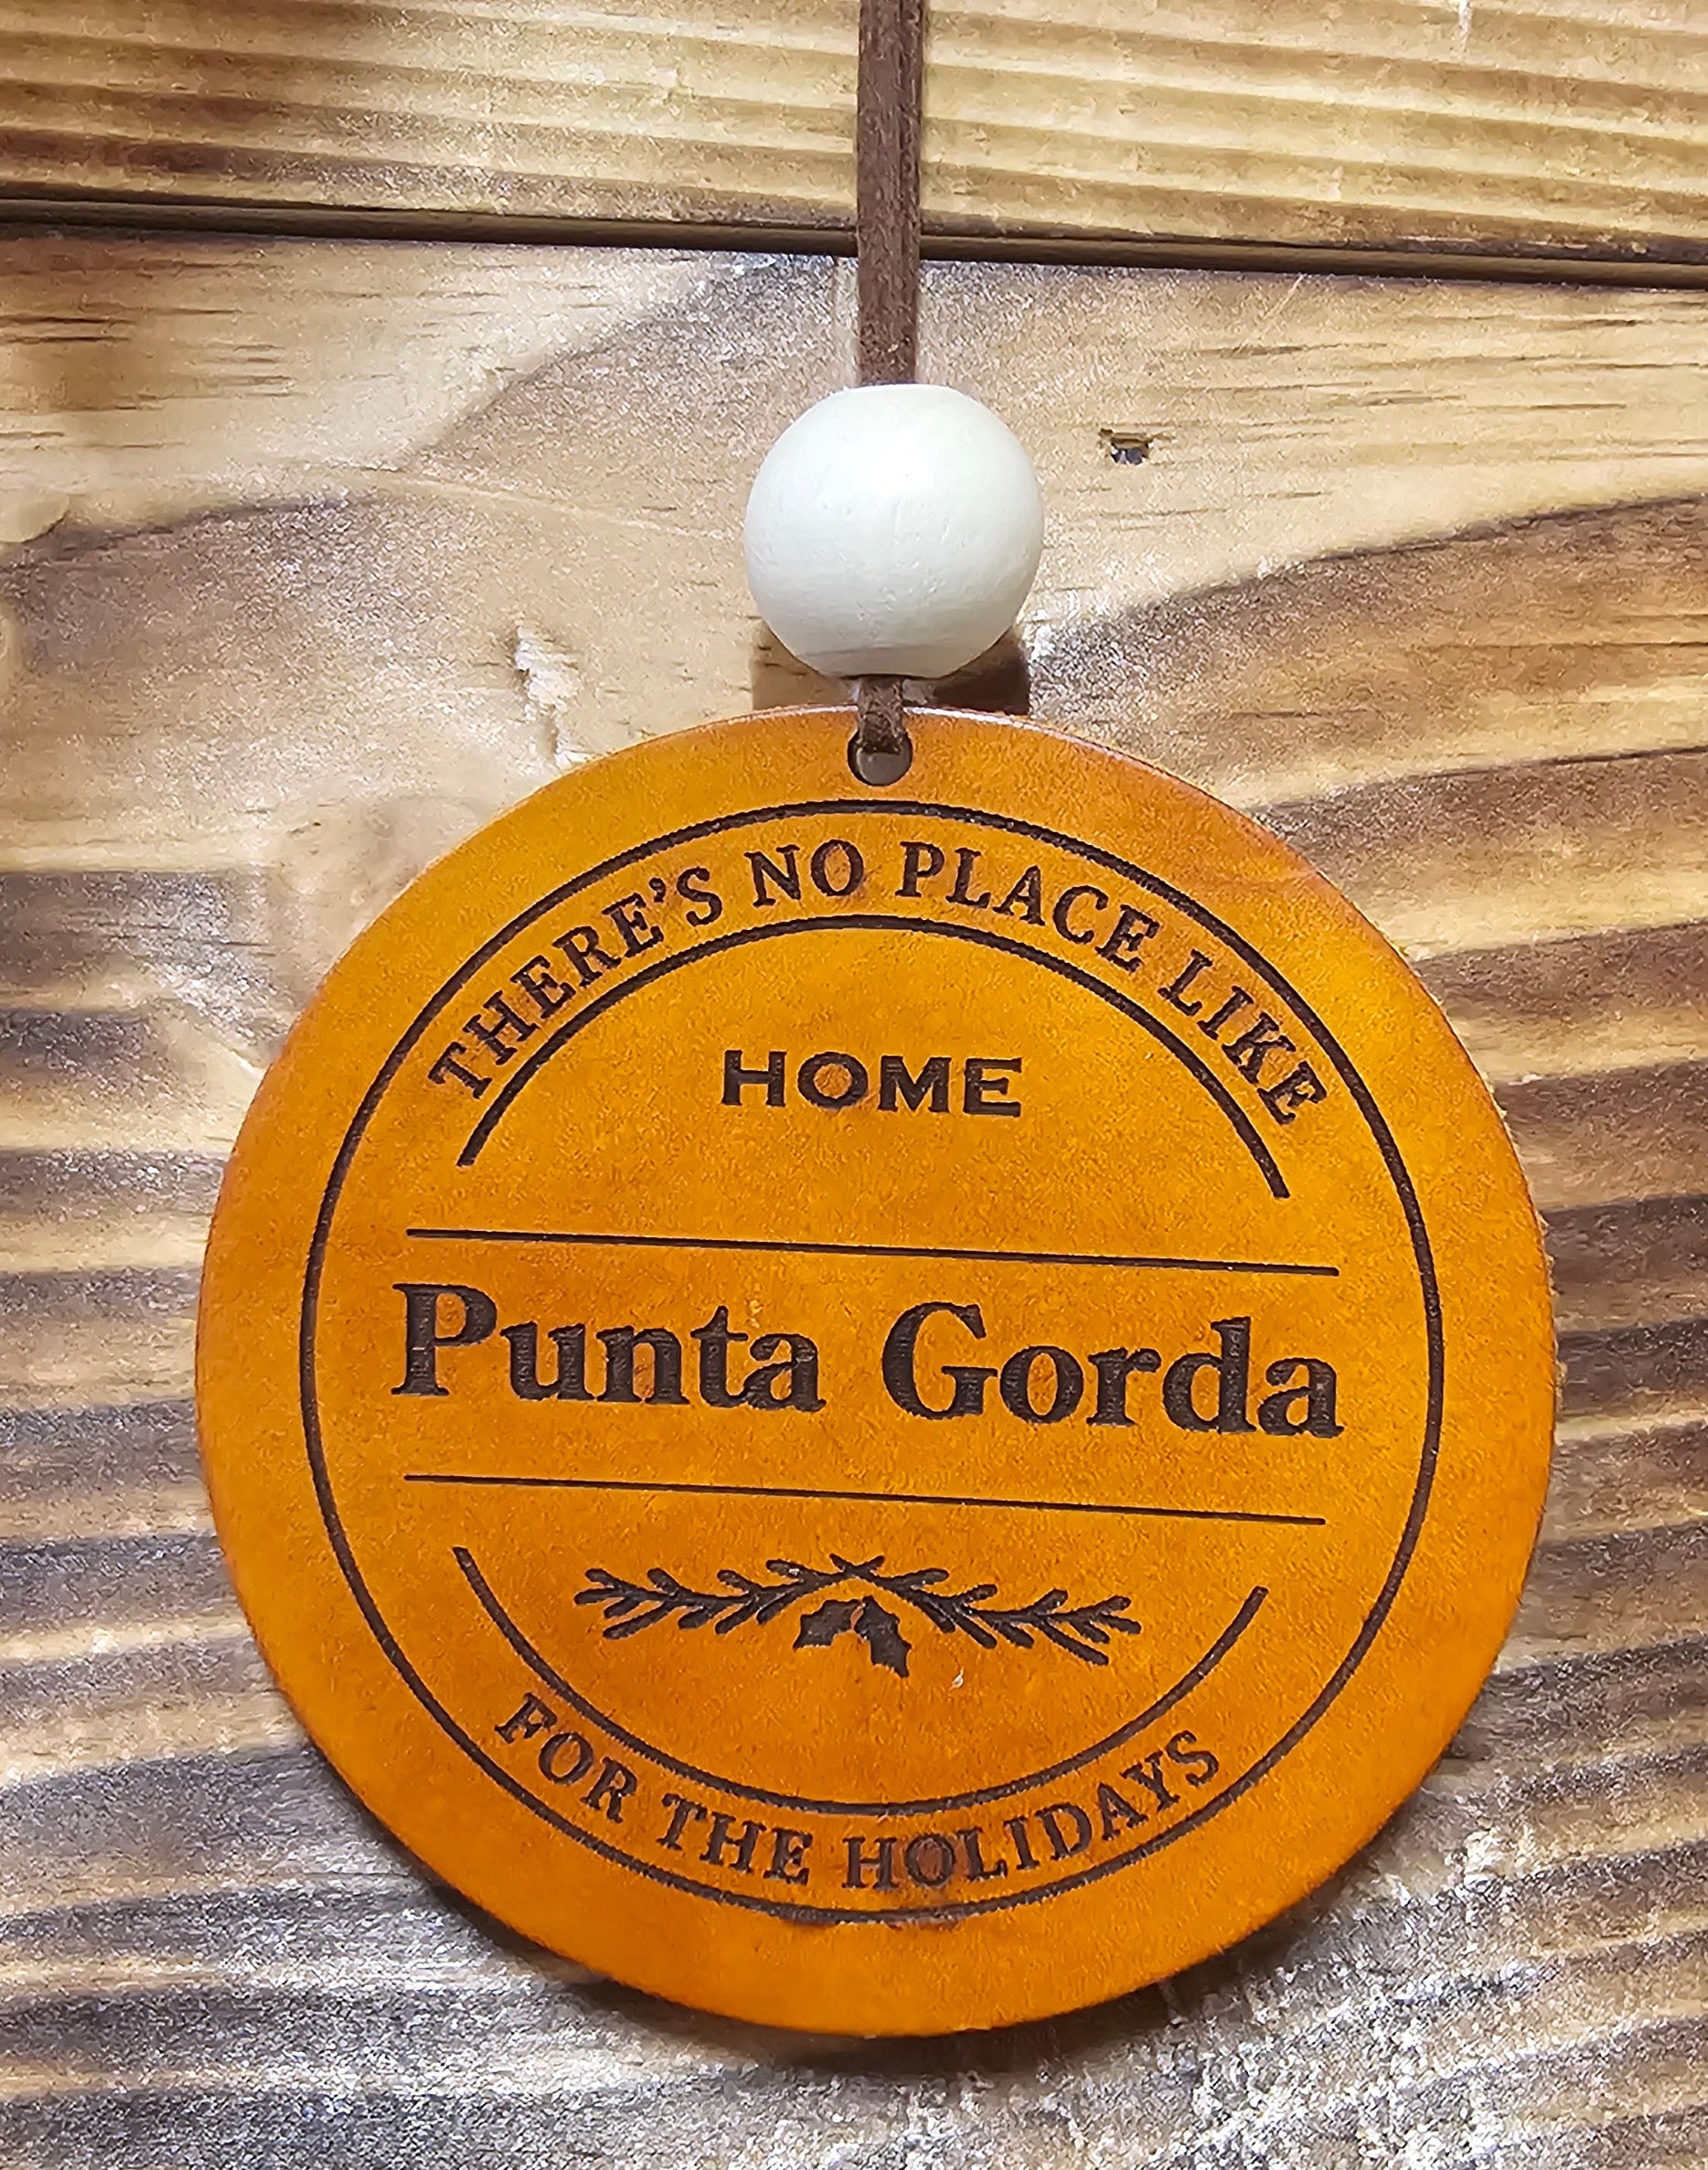 THERE'S NO PLACE LIKE
HOME
Punta Gorda
FOR THE HOLIDAYS